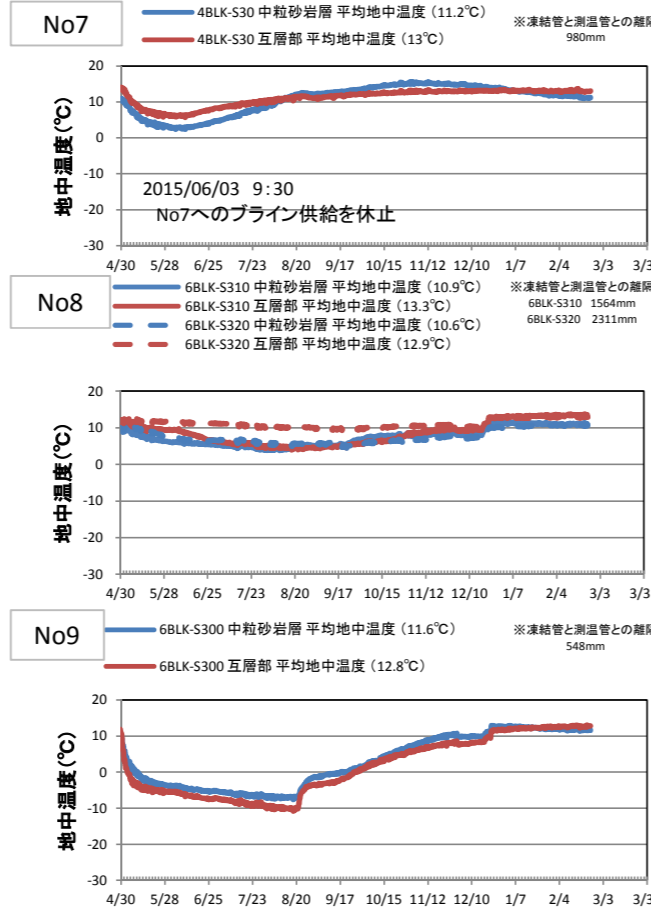 No7
4BLK-S30 中粒砂岩層 平均地中温度（11.2℃）
4BLK-S30 互層部 平均地中温度（13℃）
※凍結管と測温管との離隔
980mm
地中温度(℃)
20
10
0
-10
-20
-30
2015/06/03 9:30
No7へのブライン供給を休止
4/30 5/28 6/25 7/23 8/20 9/17 10/15 11/12 12/10 1/7 2/4 3/3 3/3
No8
6BLK-S310 中粒砂岩層 平均地中温度（10.9℃）
6BLK-S310 互層部 平均地中温度（13.3℃）
6BLK-S320 中粒砂岩層 平均地中温度（10.6℃）
6BLK-S320 互層部 平均地中温度（12.9℃）
※凍結管と測温管との離隔
6BLK-S310 1564mm
6BLK-S320 2311mm
地中温度(℃)
20
10
0
-10
-20
-30
4/30 5/28 6/25 7/23 8/20 9/17 10/15 11/12 12/10 1/7 2/4 3/3 3/3
No9
6BLK-S300 中粒砂岩層 平均地中温度（11.6℃）
6BLK-S300 互層部 平均地中温度（12.8℃）
※凍結管と測温管との離隔
548mm
地中温度(℃)
20
10
0
-10
-20
-30
4/30 5/28 6/25 7/23 8/20 9/17 10/15 11/12 12/10 1/7 2/4 3/3 3/3